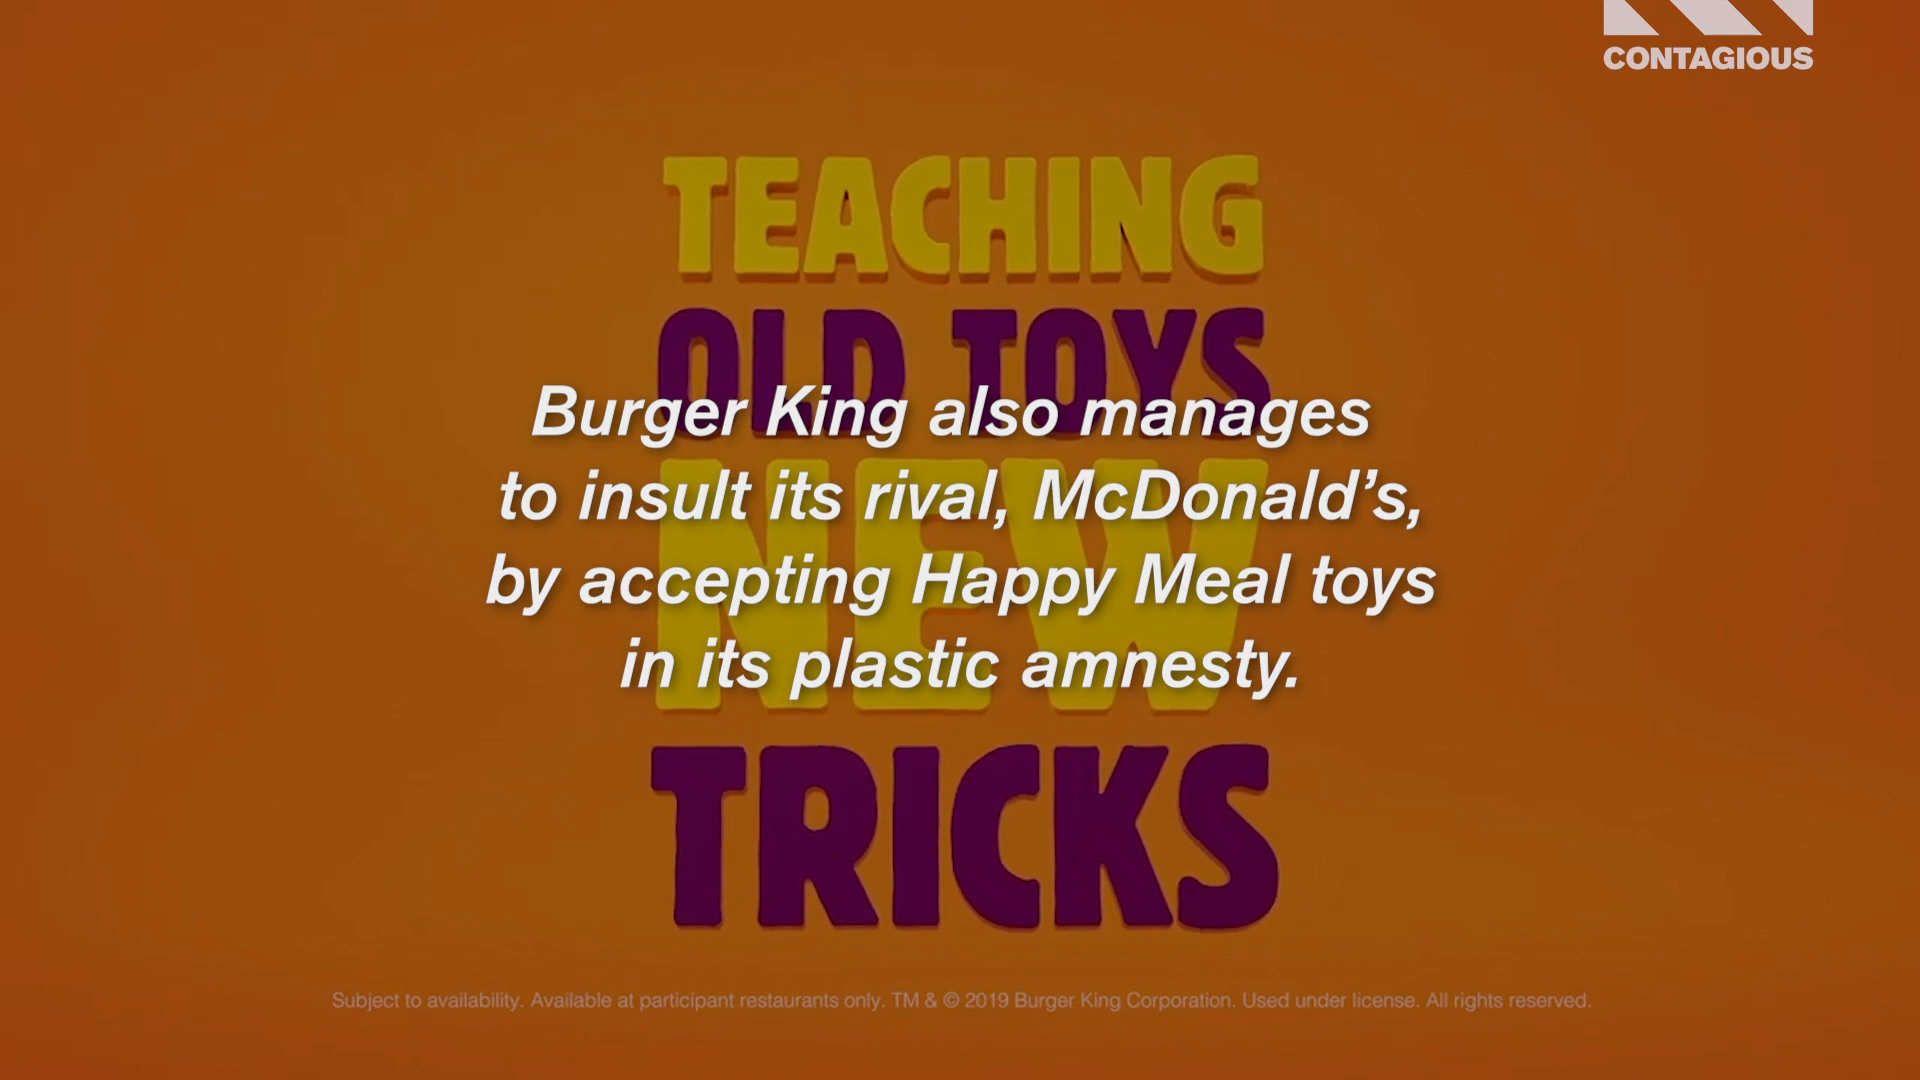 CONTAGIOUS
TEACHING
OLD TOYS
NEW
TRICKS
Burger King also manages
to insult its rival, McDonald’s,
by accepting Happy Meal toys
in its plastic amnesty.
Subject to availability. Available at participant restaurants only. TM & © 2019 Burger King Corporation. Used under license. All rights reserved.